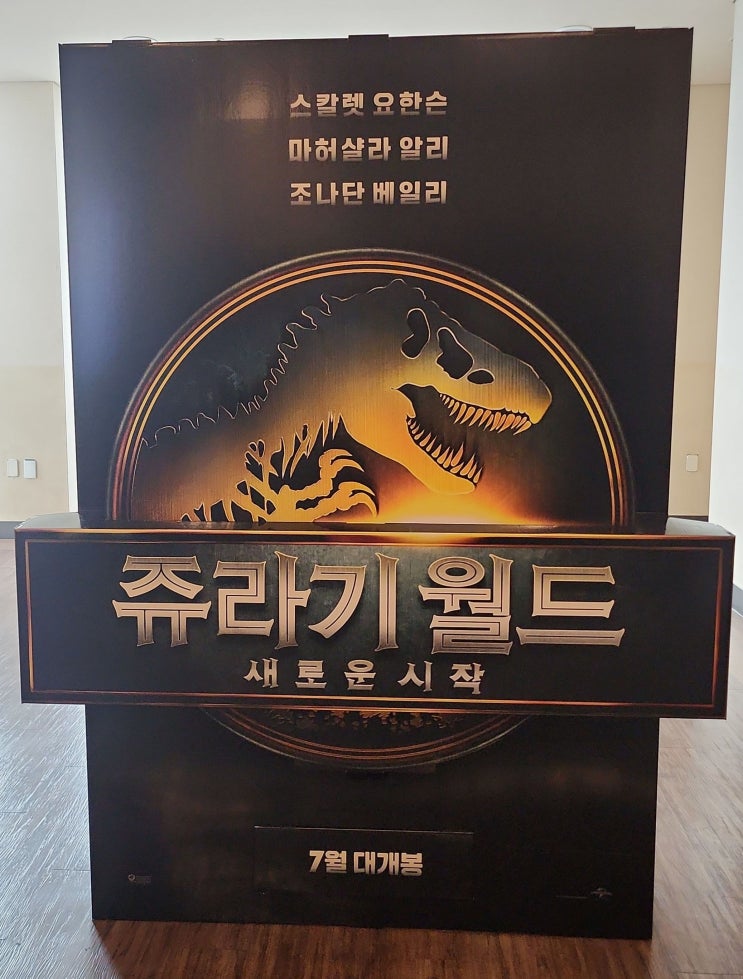 스칼렛 요한슨
마허샬라 알리
조나단 베일리
쥬라기 월드
새로운 시작
7월 대개봉